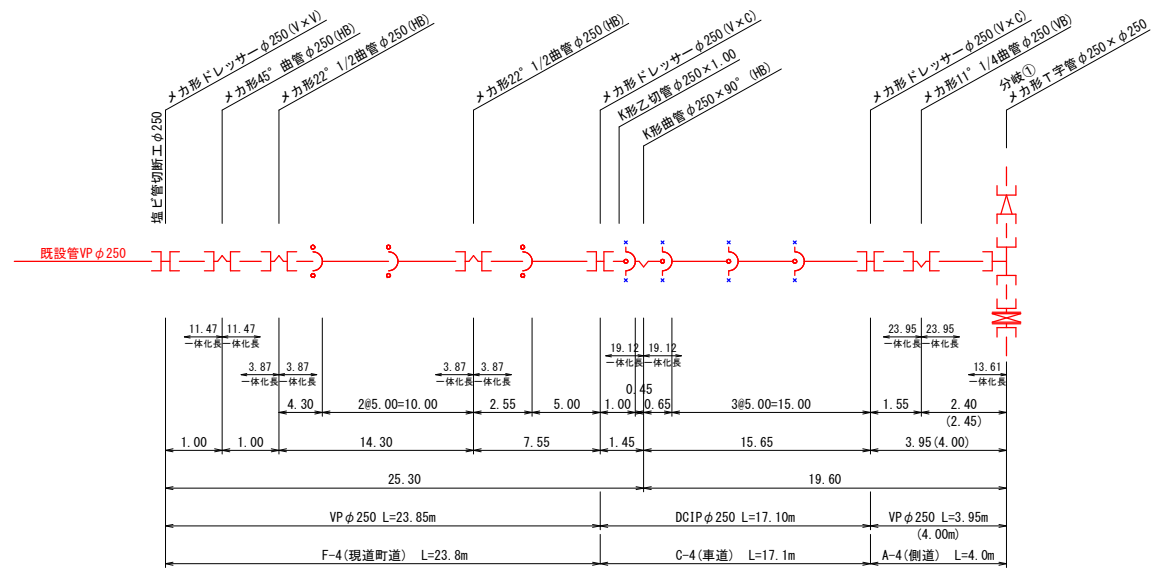 塩ビ管切断工φ250
メカ形ドレッサーφ250(V×V)
メカ形45°曲管φ250(HB)
メカ形22°1/2曲管φ250(HB)
メカ形22°1/2曲管φ250(HB)
メカ形ドレッサーφ250(V×C)
K形乙切管φ250×1.00
K形曲管φ250×90°(HB)
メカ形ドレッサーφ250(V×C)
メカ形11°1/4曲管φ250(VB)
分岐①
メカ形T字管φ250×φ250
既設管VPφ250
11.47 11.47
一体化長 一体化長
3.87 3.87
一体化長 一体化長
3.87 3.87
一体化長 一体化長
19.12 19.12
一体化長 一体化長
23.95 23.95
一体化長 一体化長
13.61
一体化長
0.45
4.30 2@5.00=10.00 2.55 5.00 1.00 0.65 3@5.00=15.00 1.55 2.40
(2.45)
1.00 1.00 14.30 7.55 1.45 15.65 3.95(4.00)
25.30 19.60
VPφ250 L=23.85m DCIPφ250 L=17.10m VPφ250 L=3.95m
(4.00m)
F-4(現道町道) L=23.8m C-4(車道) L=17.1m A-4(側道) L=4.0m